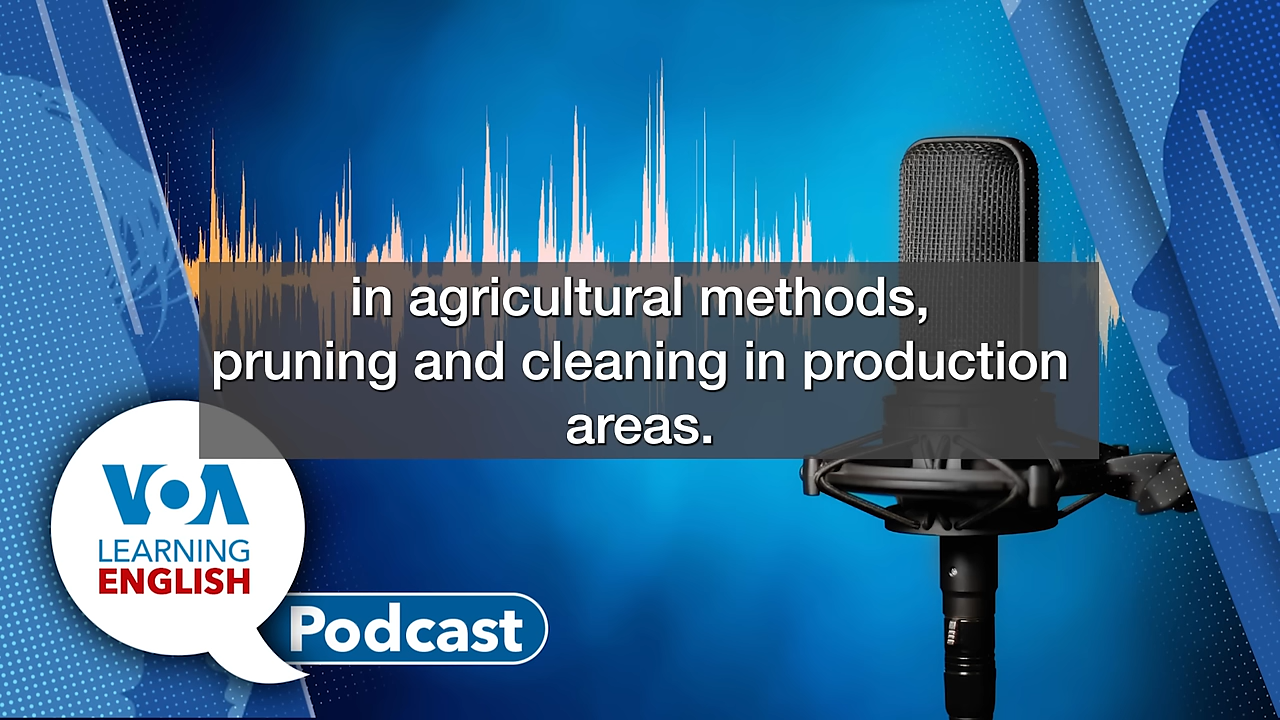 in agricultural methods,
pruning and cleaning in production
areas.
VOA
LEARNING
ENGLISH
Podcast